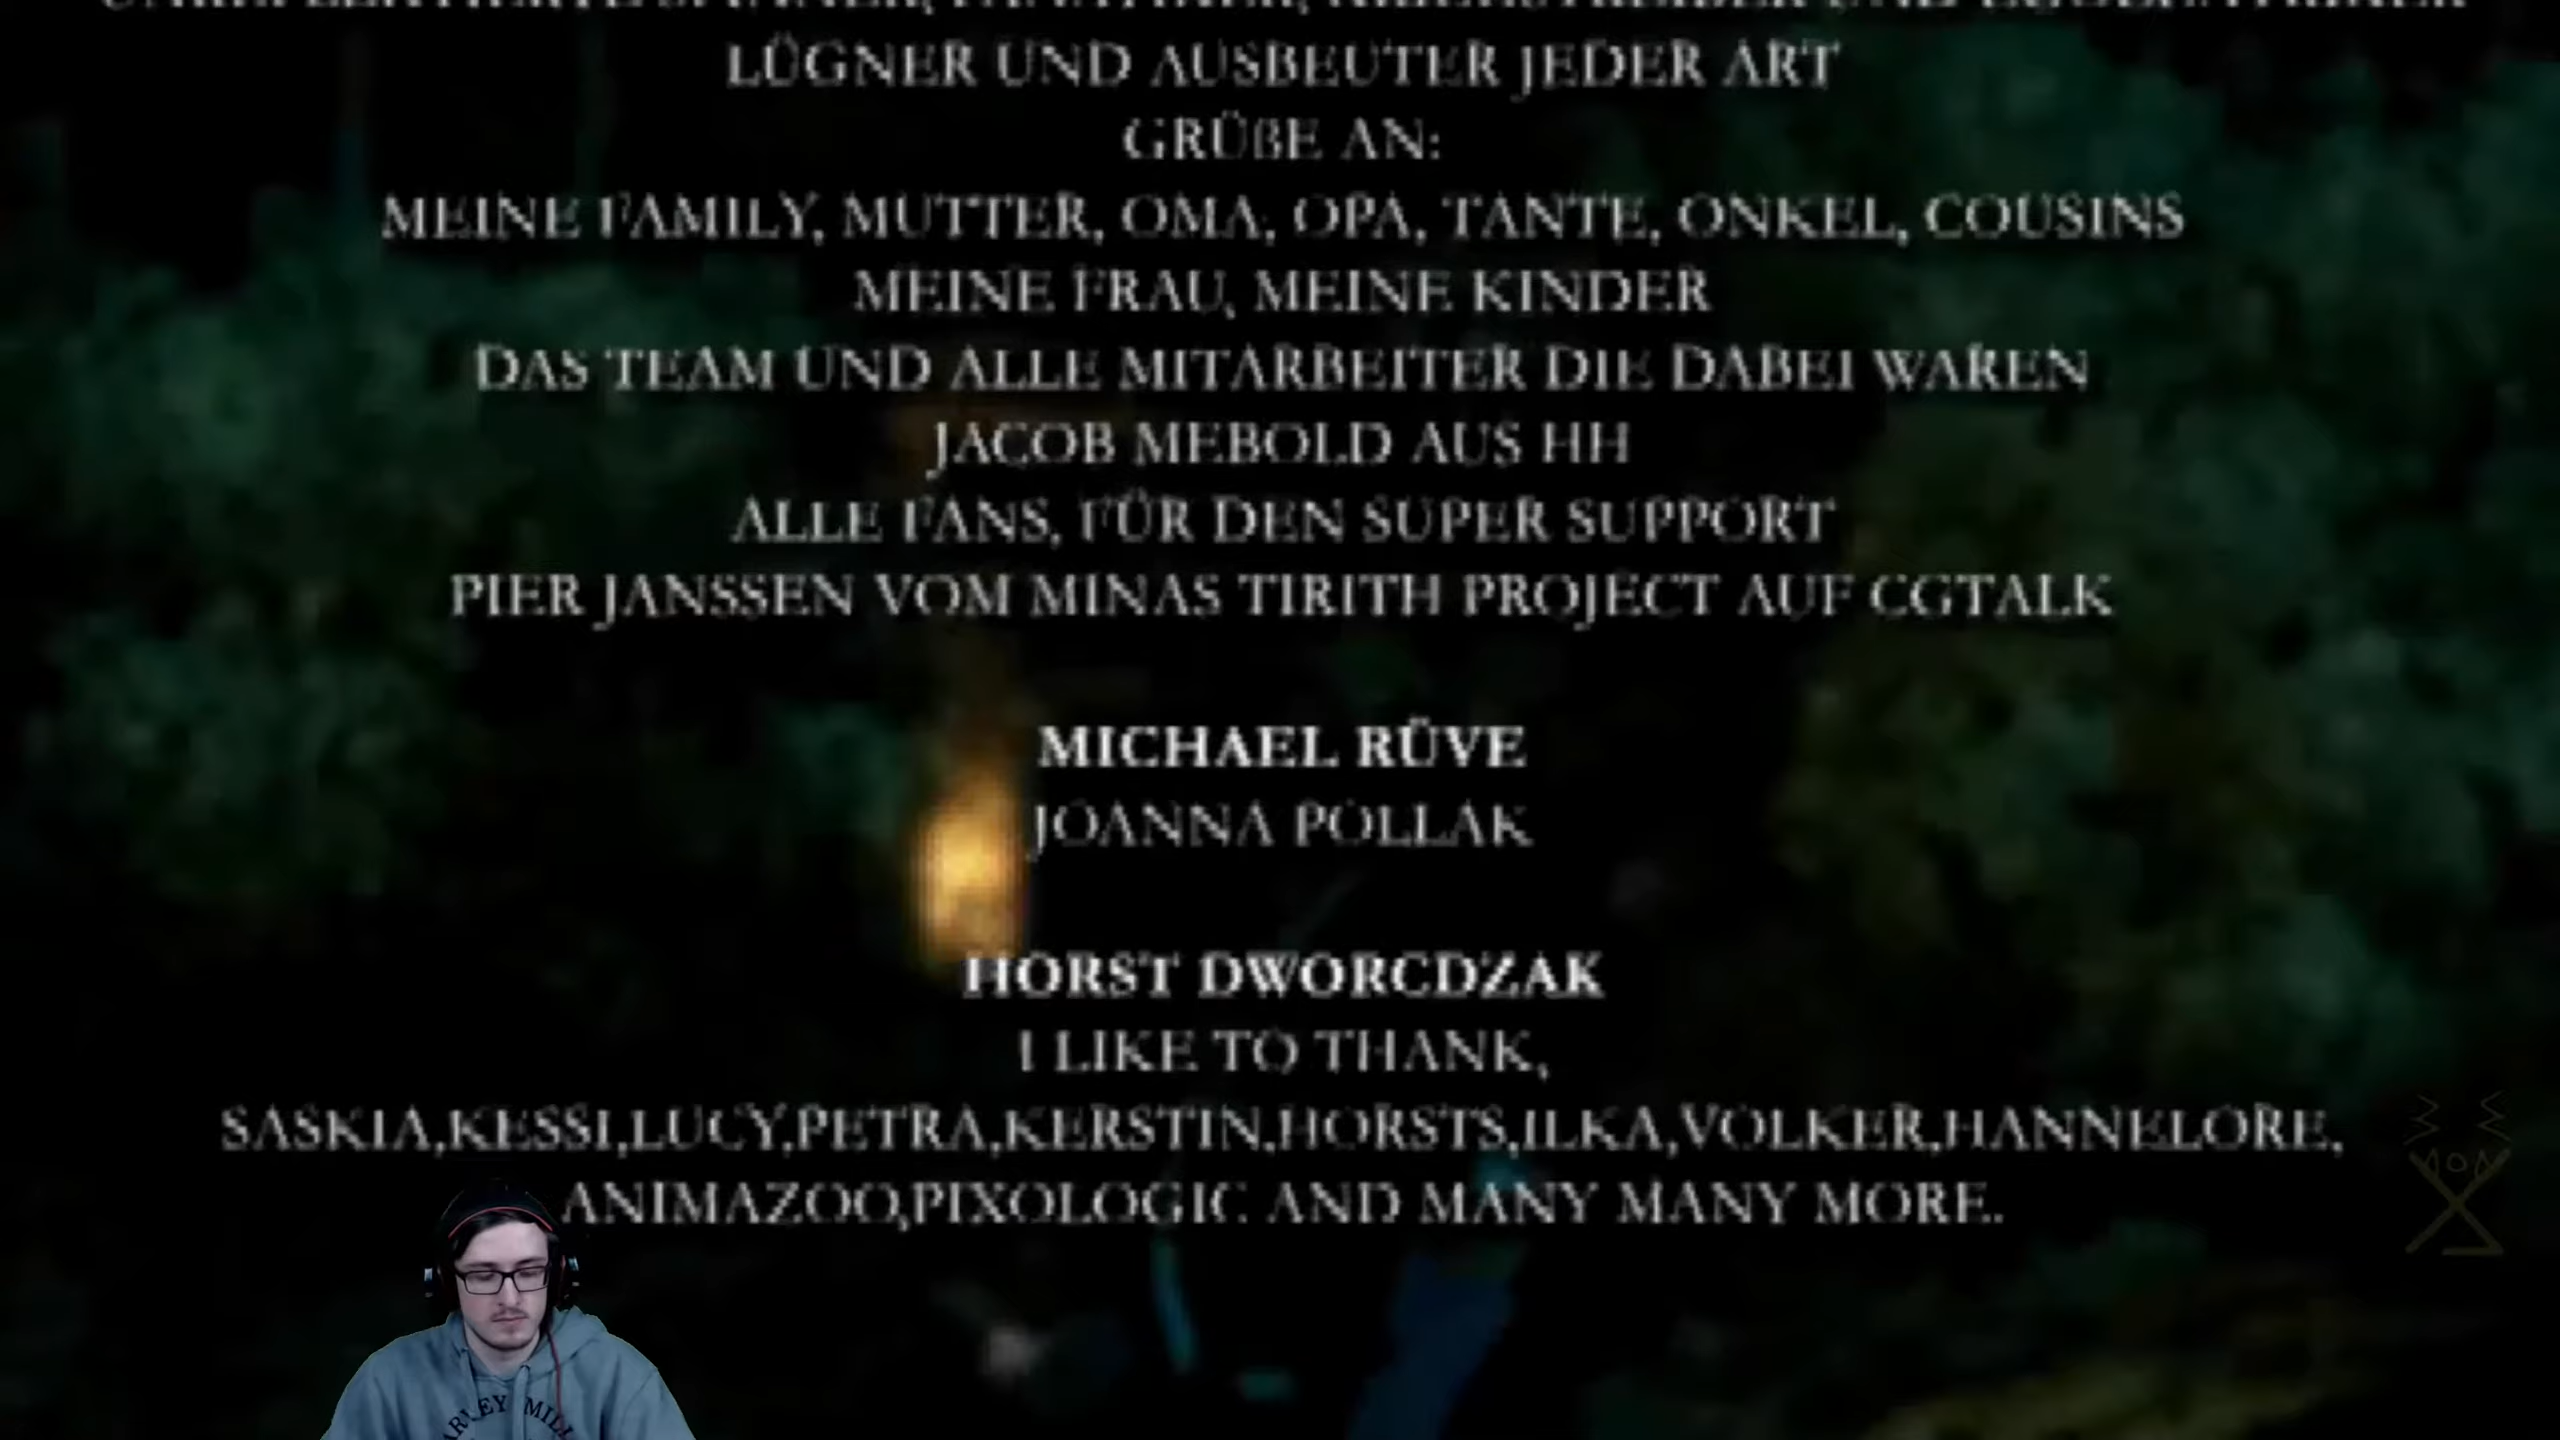 LÜGNER UND AUSBEUTER JEDER ART
GRÜßE AN:
MEINE FAMILY, MUTTER, OMA, OPA, TANTE, ONKEL, COUSINS
MEINE FRAU, MEINE KINDER
DAS TEAM UND ALLE MITARBEITER DIE DABEI WAREN
JACOB MEBOLD AUS HH
ALLE FANS, FÜR DEN SUPER SUPPORT
PIER JANSSEN VOM MINAS TIRITH PROJECT AUF CGTALK
MICHAEL RÜVE
JOANNA POLLAK
HORST DWORCDZAK
I LIKE TO THANK,
SASKIA,KESSI,LUCY,PETRA,KERSTIN,HORSTS,ILKA,VOLKER,HANNELORE,
ANIMAZOO,PIXOLOGIC AND MANY MANY MORE.